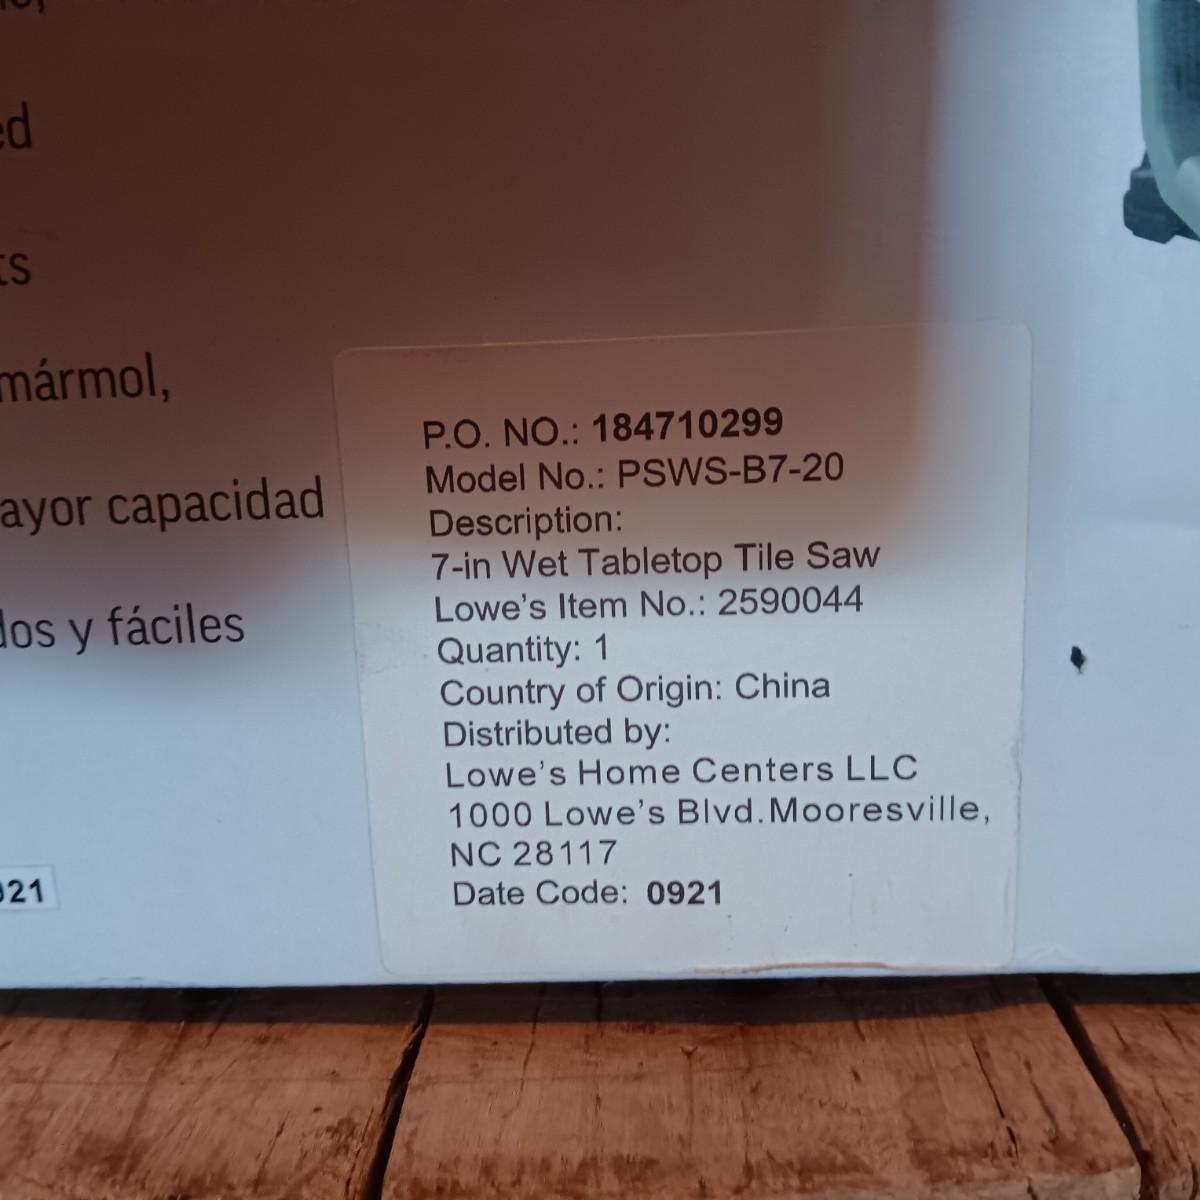 ed
ts
mármol,
ayor capacidad
dos y fáciles
921
P.O. NO.: 184710299
Model No.: PSWS-B7-20
Description:
7-in Wet Tabletop Tile Saw
Lowe's Item No.: 2590044
Quantity: 1
Country of Origin: China
Distributed by:
Lowe's Home Centers LLC
1000 Lowe's Blvd.Mooresville,
NC 28117
Date Code: 0921